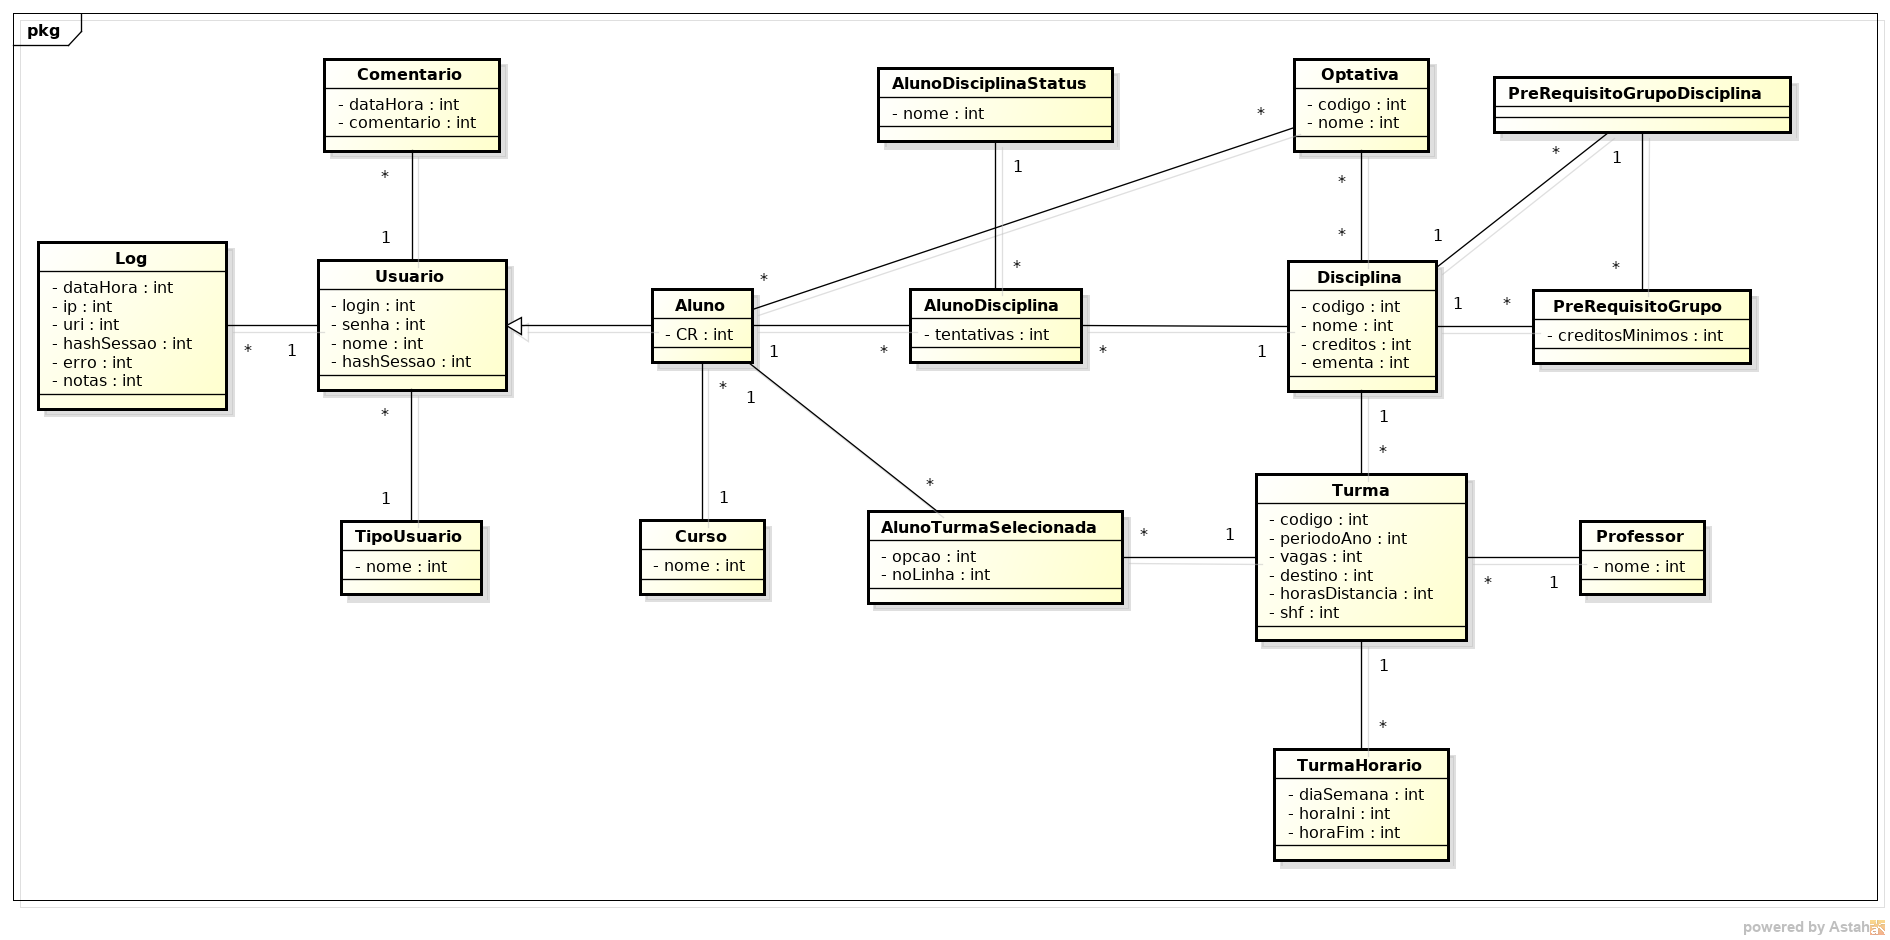 pkg
Comentario
- dataHora : int
- comentario : int
AlunoDisciplinaStatus
- nome : int
Optativa
- codigo : int
- nome : int
PreRequisitoGrupoDisciplina
*
1
*
1
*
*
*
1
*
1
1
*
*
*
Log
- dataHora : int
- ip : int
- uri : int
- hashSessao : int
- erro : int
- notas : int
*
1
Usuario
- login : int
- senha : int
- nome : int
- hashSessao : int
Aluno
- CR : int
1
*
AlunoDisciplina
- tentativas : int
*
1
Disciplina
- codigo : int
- nome : int
- creditos : int
- ementa : int
1
*
PreRequisitoGrupo
- creditosMinimos : int
*
1
*
1
1
*
*
1
TipoUsuario
- nome : int
Curso
- nome : int
AlunoTurmaSelecionada
- opcao : int
- noLinha : int
*
1
Turma
- codigo : int
- periodoAno : int
- vagas : int
- destino : int
- horasDistancia : int
- shf : int
*
1
Professor
- nome : int
1
*
TurmaHorario
- diaSemana : int
- horaIni : int
- horaFim : int
powered by Astah